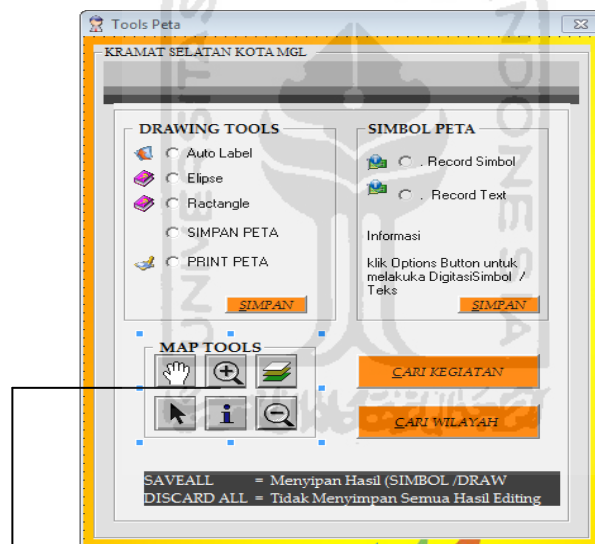 Tools Peta
KRAMAT SELATAN KOTA MGL
DRAWING TOOLS
Auto Label
Elipse
Ractangle
SIMPAN PETA
PRINT PETA
SIMPAN
SIMBOL PETA
. Record Simbol
. Record Text
Informasi
klik Options Button untuk
melakuka DigitasiSimbol /
Teks
SIMPAN
MAP TOOLS
CARI KEGIATAN
CARI WILAYAH
SAVEALL = Menyipan Hasil (SIMBOL /DRAW
DISCARD ALL = Tidak Menyimpan Semua Hasil Editing
UNIVERSITAS
INDONESIA